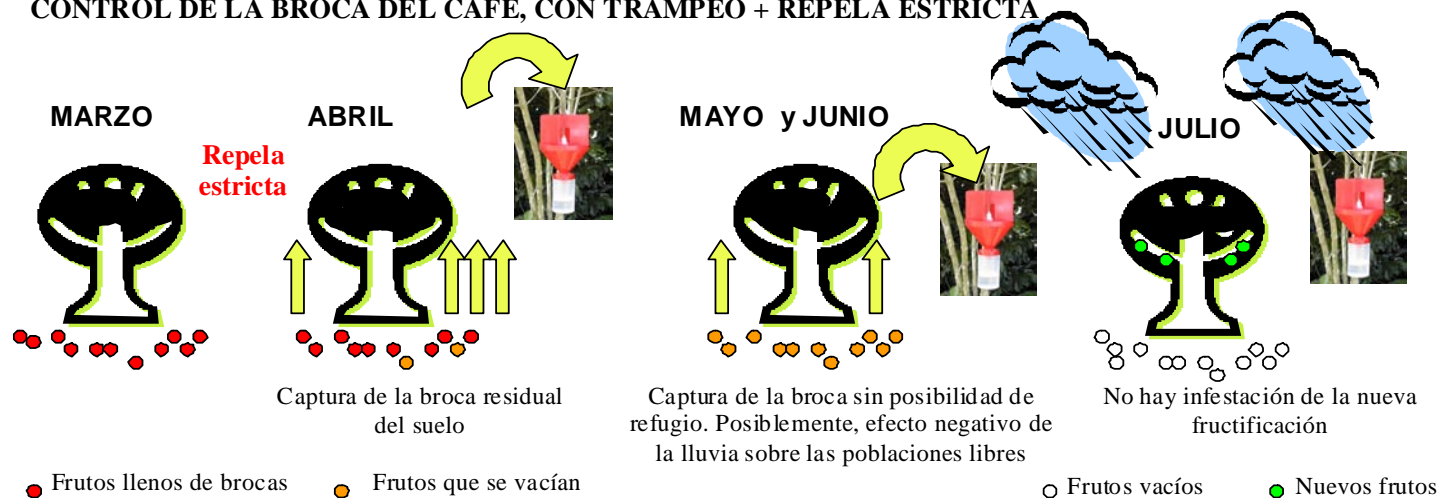 CONTROL DE LA BROCA DEL CAFÉ, CON TRAMPEO + REPELA ESTRICTA
MARZO
Repela
estricta
ABRIL
MAYO y JUNIO
JULIO
Captura de la broca residual
del suelo
Captura de la broca sin posibilidad de
refugio. Posiblemente, efecto negativo de
la lluvia sobre las poblaciones libres
No hay infestación de la nueva
fructificación
Frutos llenos de brocas
Frutos que se vacían
Frutos vacíos
Nuevos frutos